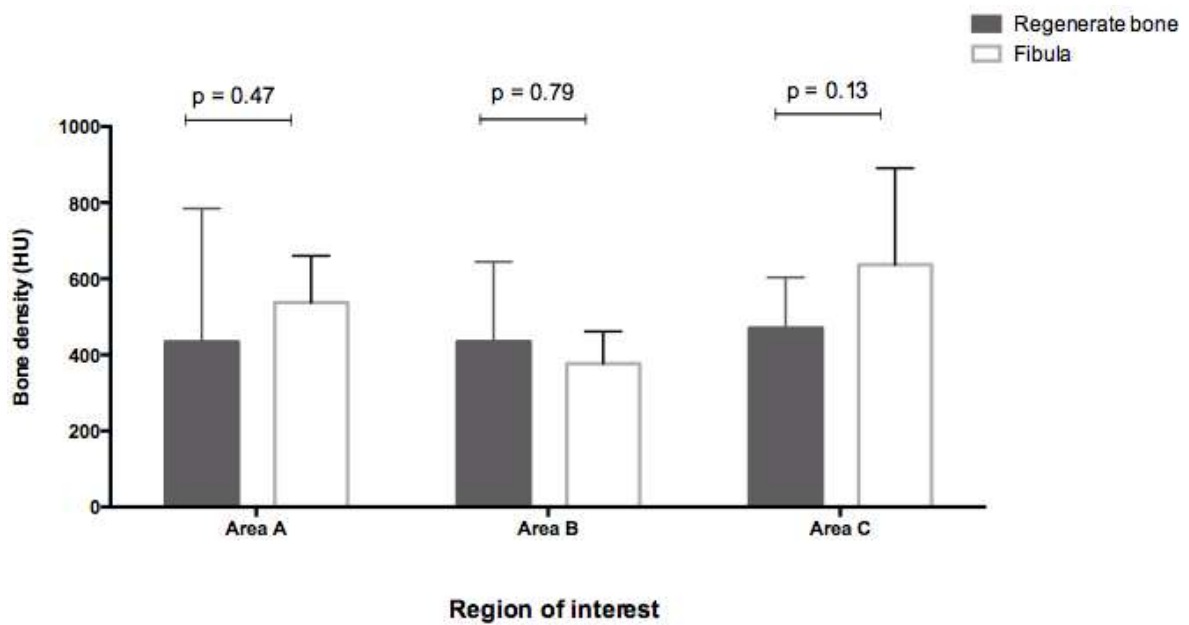 Regenerate bone
Fibula
p = 0.47
p = 0.79
p = 0.13
1000
800
600
400
200
0
Bone density (HU)
Area A
Area B
Area C
Region of interest